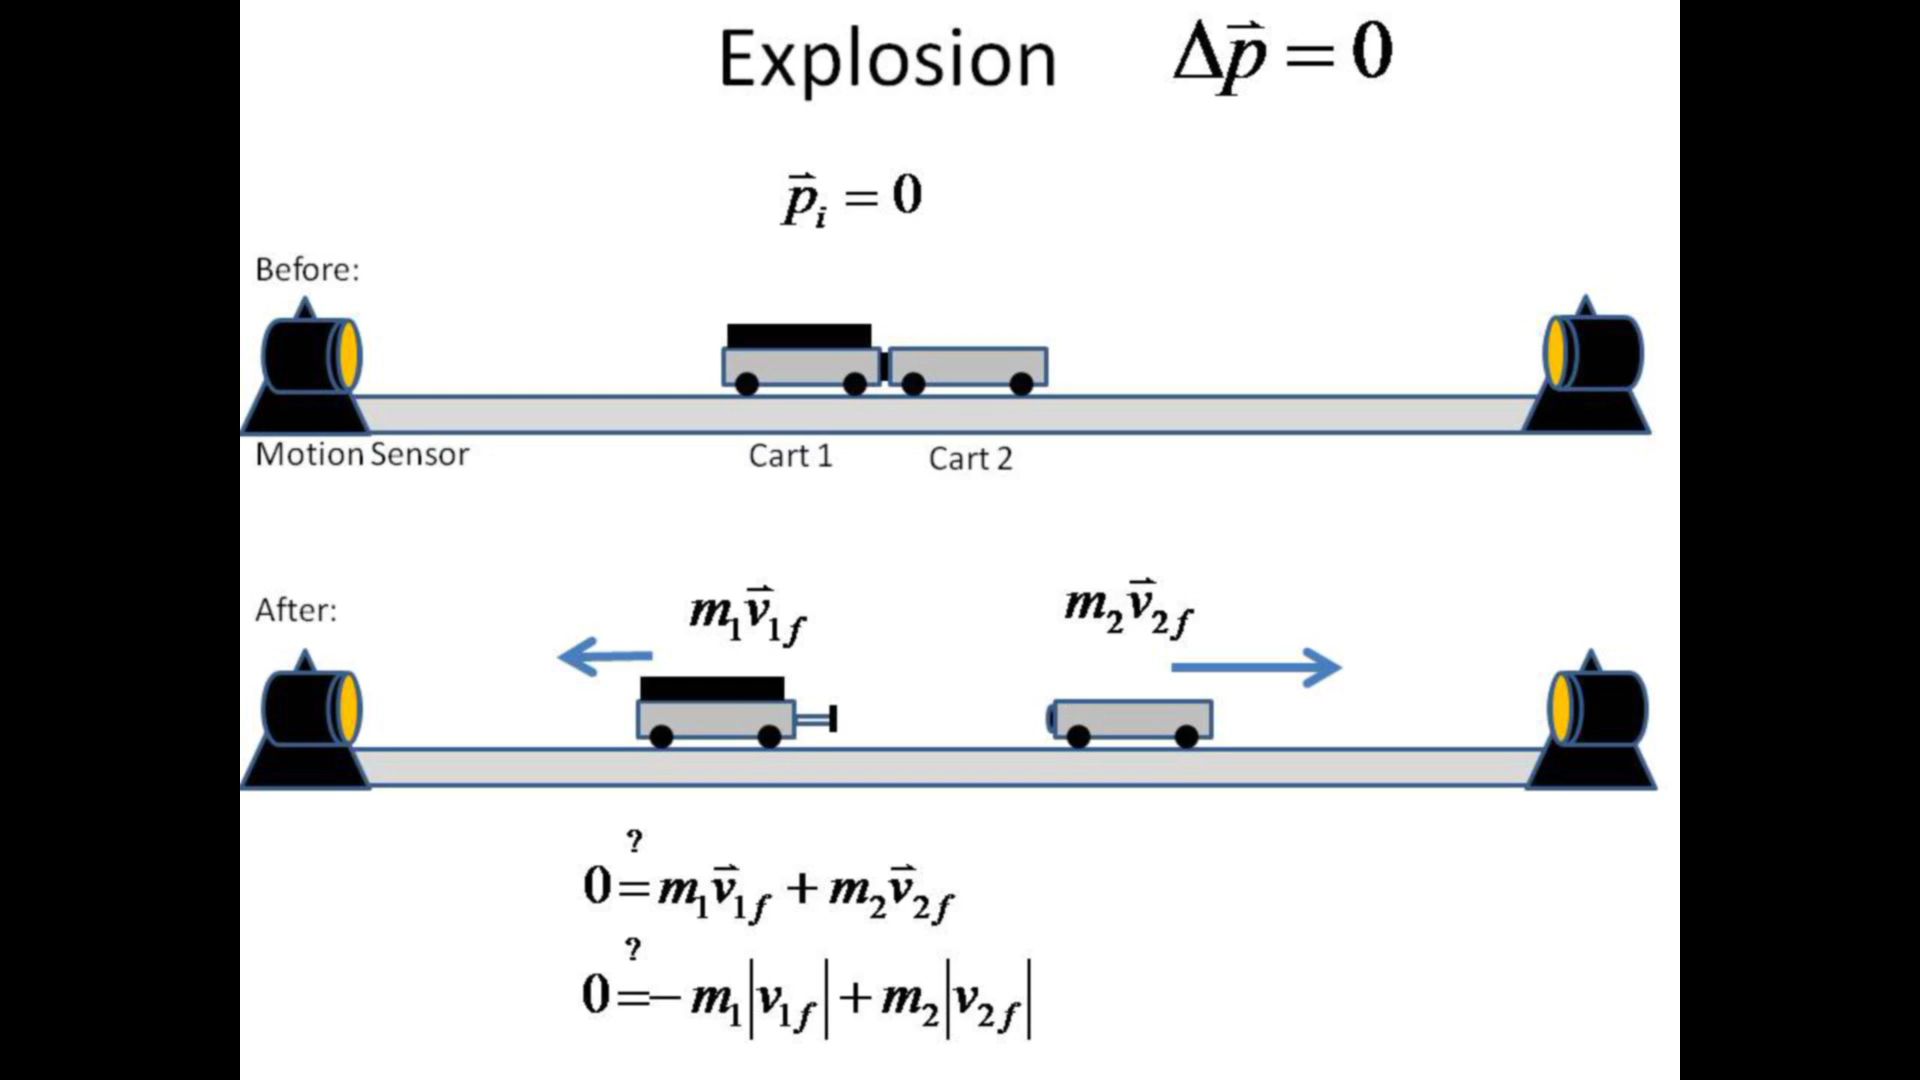 Explosion Δp⃗ = 0
p⃗ᵢ = 0
Before:
Motion Sensor Cart 1 Cart 2
After: m₁v⃗₁f m₂v⃗₂f
0 ≟ m₁v⃗₁f + m₂v⃗₂f
0 ≟ − m₁|v₁f| + m₂|v₂f|